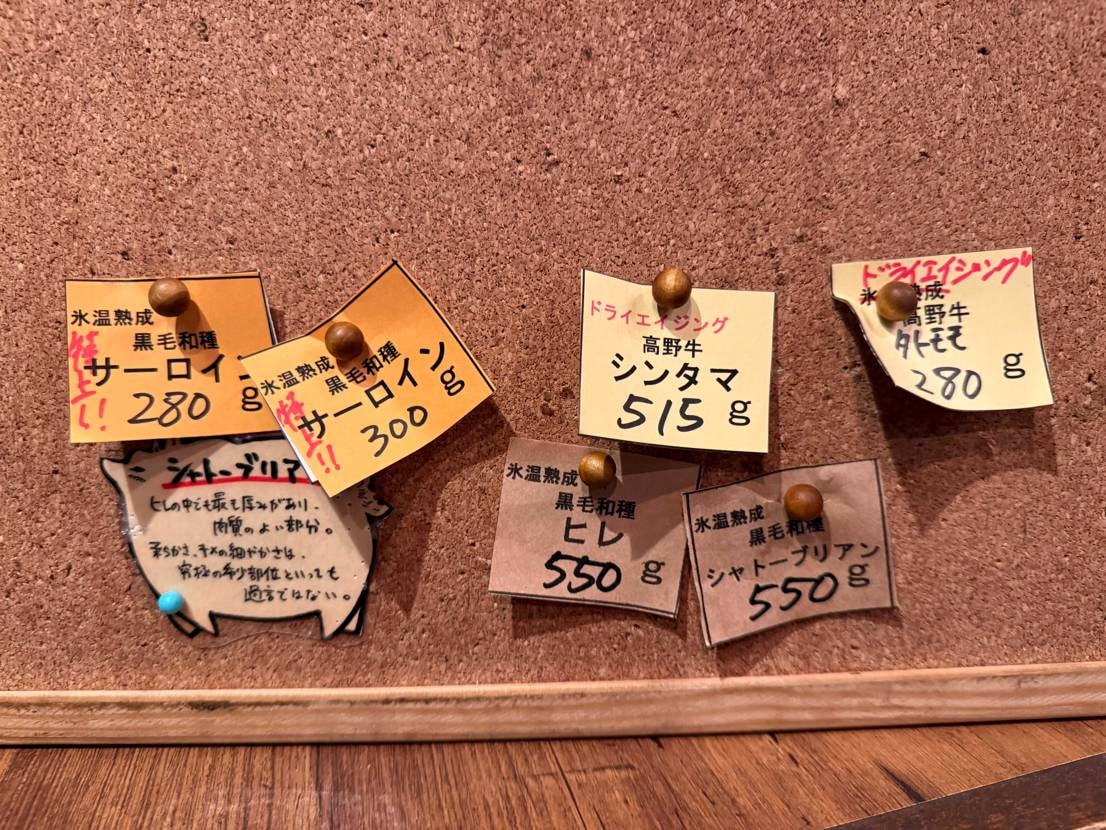 氷温熟成
黒毛和種
特上!!
サーロイ
280 g
氷温熟成
黒毛和種
特上!!
サーロイン
300 g
ドライエイジング
高野牛
シンタマ
515 g
ドライエイジング
氷 熟成
高野牛
外モモ
280 g
シャトーブリア
ヒレの中でも最も厚みがあり、
肉質のよい部分。
柔らかさ、キメの細やかさは、
究極の希少部位といっても
過言ではない。
氷温熟成
黒毛和種
ヒレ
550 g
氷温熟成
黒毛和種
シャトーブリアン
550 g